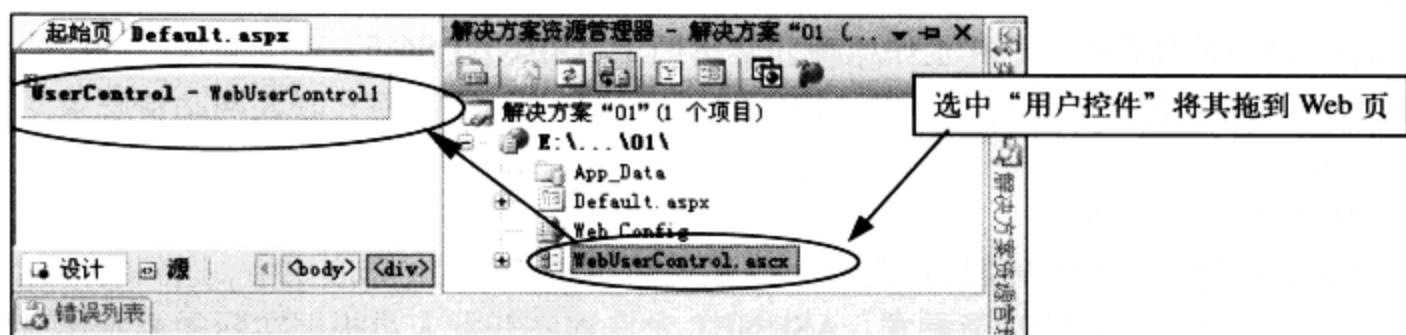 起始页 Default.aspx
UserControl - WebUserControl1
设计 源 <body> <div>
错误列表
解决方案资源管理器 - 解决方案“01 (...
解决方案“01”(1 个项目)
E:\...\01\
App_Data
Default.aspx
Web.Config
WebUserControl.ascx
选中“用户控件”将其拖到 Web 页
解决方案资源管